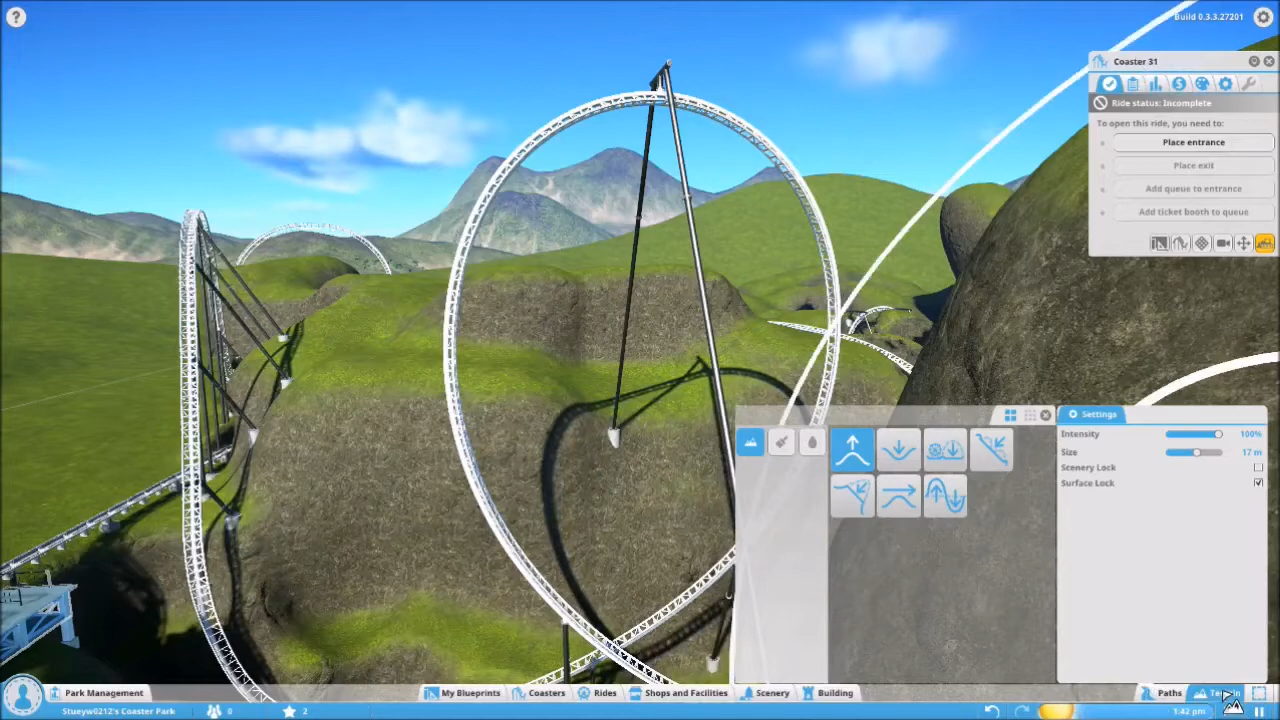 ?
Build 0.3.3.27201
Coaster 31
Ride status: Incomplete
To open this ride, you need to:
Place entrance
Place exit
Add queue to entrance
Add ticket booth to queue
Settings
Intensity 100%
Size 17 m
Scenery Lock
Surface Lock
Park Management
My Blueprints
Coasters
Rides
Shops and Facilities
Scenery
Building
Paths
Stueyw0212's Coaster Park
0
2
1:42 pm